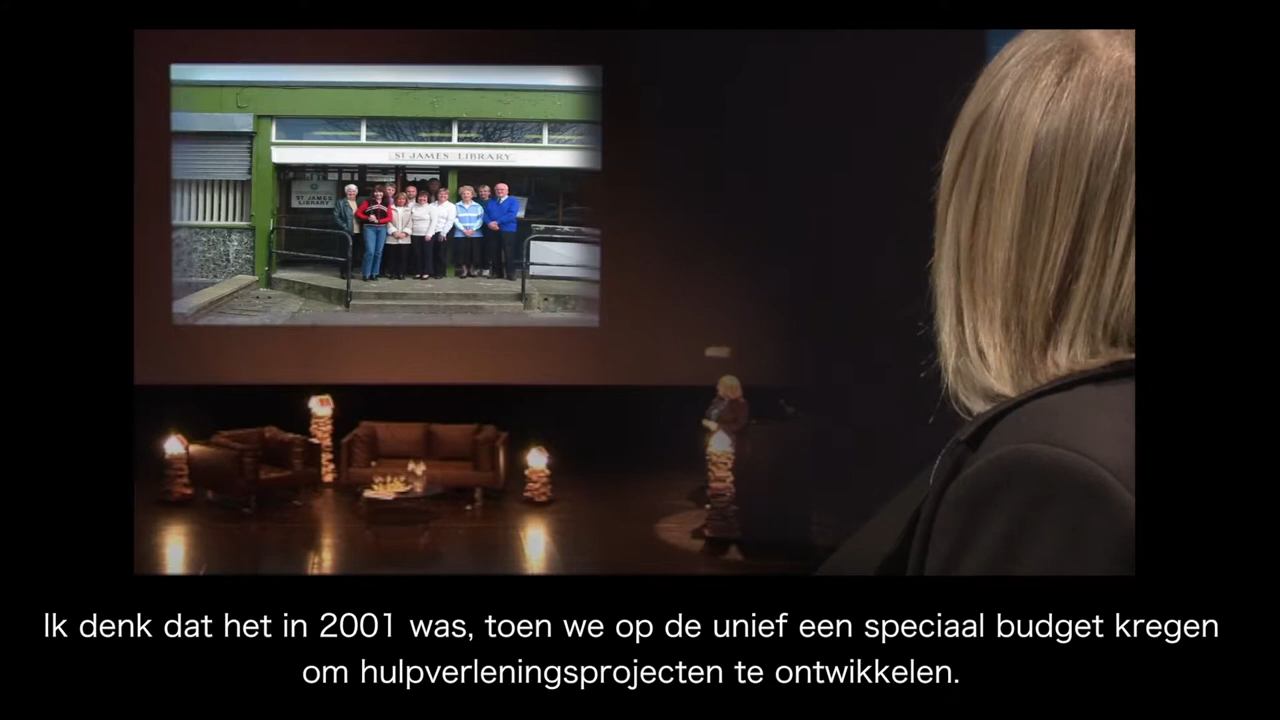 ST JAMES LIBRARY
ST JAMES
LIBRARY
Ik denk dat het in 2001 was, toen we op de unief een speciaal budget kregen
om hulpverleningsprojecten te ontwikkelen.